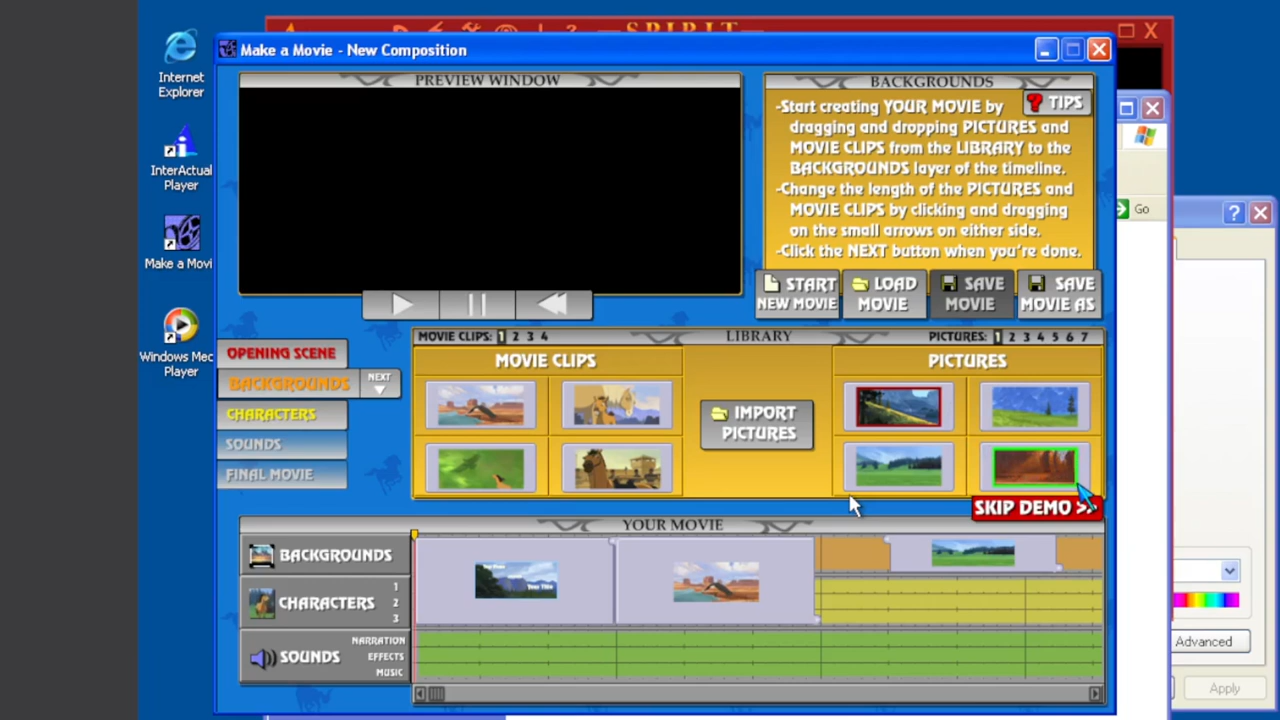 SPIRIT
Make a Movie - New Composition
Internet
Explorer
InterActual
Player
Make a Movi
Windows Mec
Player
PREVIEW WINDOW
BACKGROUNDS
TIPS
-Start creating YOUR MOVIE by
dragging and dropping PICTURES and
MOVIE CLIPS from the LIBRARY to the
BACKGROUNDS layer of the timeline.
-Change the length of the PICTURES and
MOVIE CLIPS by clicking and dragging
on the small arrows on either side.
-Click the NEXT button when you're done.
START
NEW MOVIE
LOAD
MOVIE
SAVE
MOVIE
SAVE
MOVIE AS
Go
OPENING SCENE
BACKGROUNDS
NEXT
CHARACTERS
SOUNDS
FINAL MOVIE
MOVIE CLIPS: 1 2 3 4
LIBRARY
PICTURES: 1 2 3 4 5 6 7
MOVIE CLIPS
PICTURES
IMPORT
PICTURES
SKIP DEMO >>
YOUR MOVIE
BACKGROUNDS
CHARACTERS
1
2
3
SOUNDS
NARRATION
EFFECTS
MUSIC
Your Title
Advanced
Apply